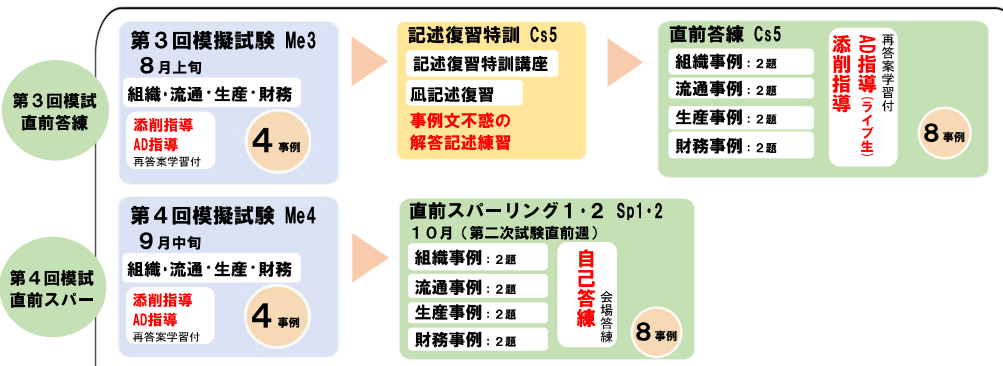 第3回模試
直前答練
第3回模擬試験 Me3
8月上旬
組織・流通・生産・財務
添削指導
AD指導
再答案学習付
4 事例
記述復習特訓 Cs5
記述復習特訓講座
凪記述復習
事例文不惑の
解答記述練習
直前答練 Cs5
組織事例：2題
流通事例：2題
生産事例：2題
財務事例：2題
再答案学習付
AD指導(ライブ生)
添削指導
8 事例
第4回模試
直前スパー
第4回模擬試験 Me4
9月中旬
組織・流通・生産・財務
添削指導
AD指導
再答案学習付
4 事例
直前スパーリング1・2 Sp1・2
10月（第二次試験直前週）
組織事例：2題
流通事例：2題
生産事例：2題
財務事例：2題
自己答練
会場答練
8 事例